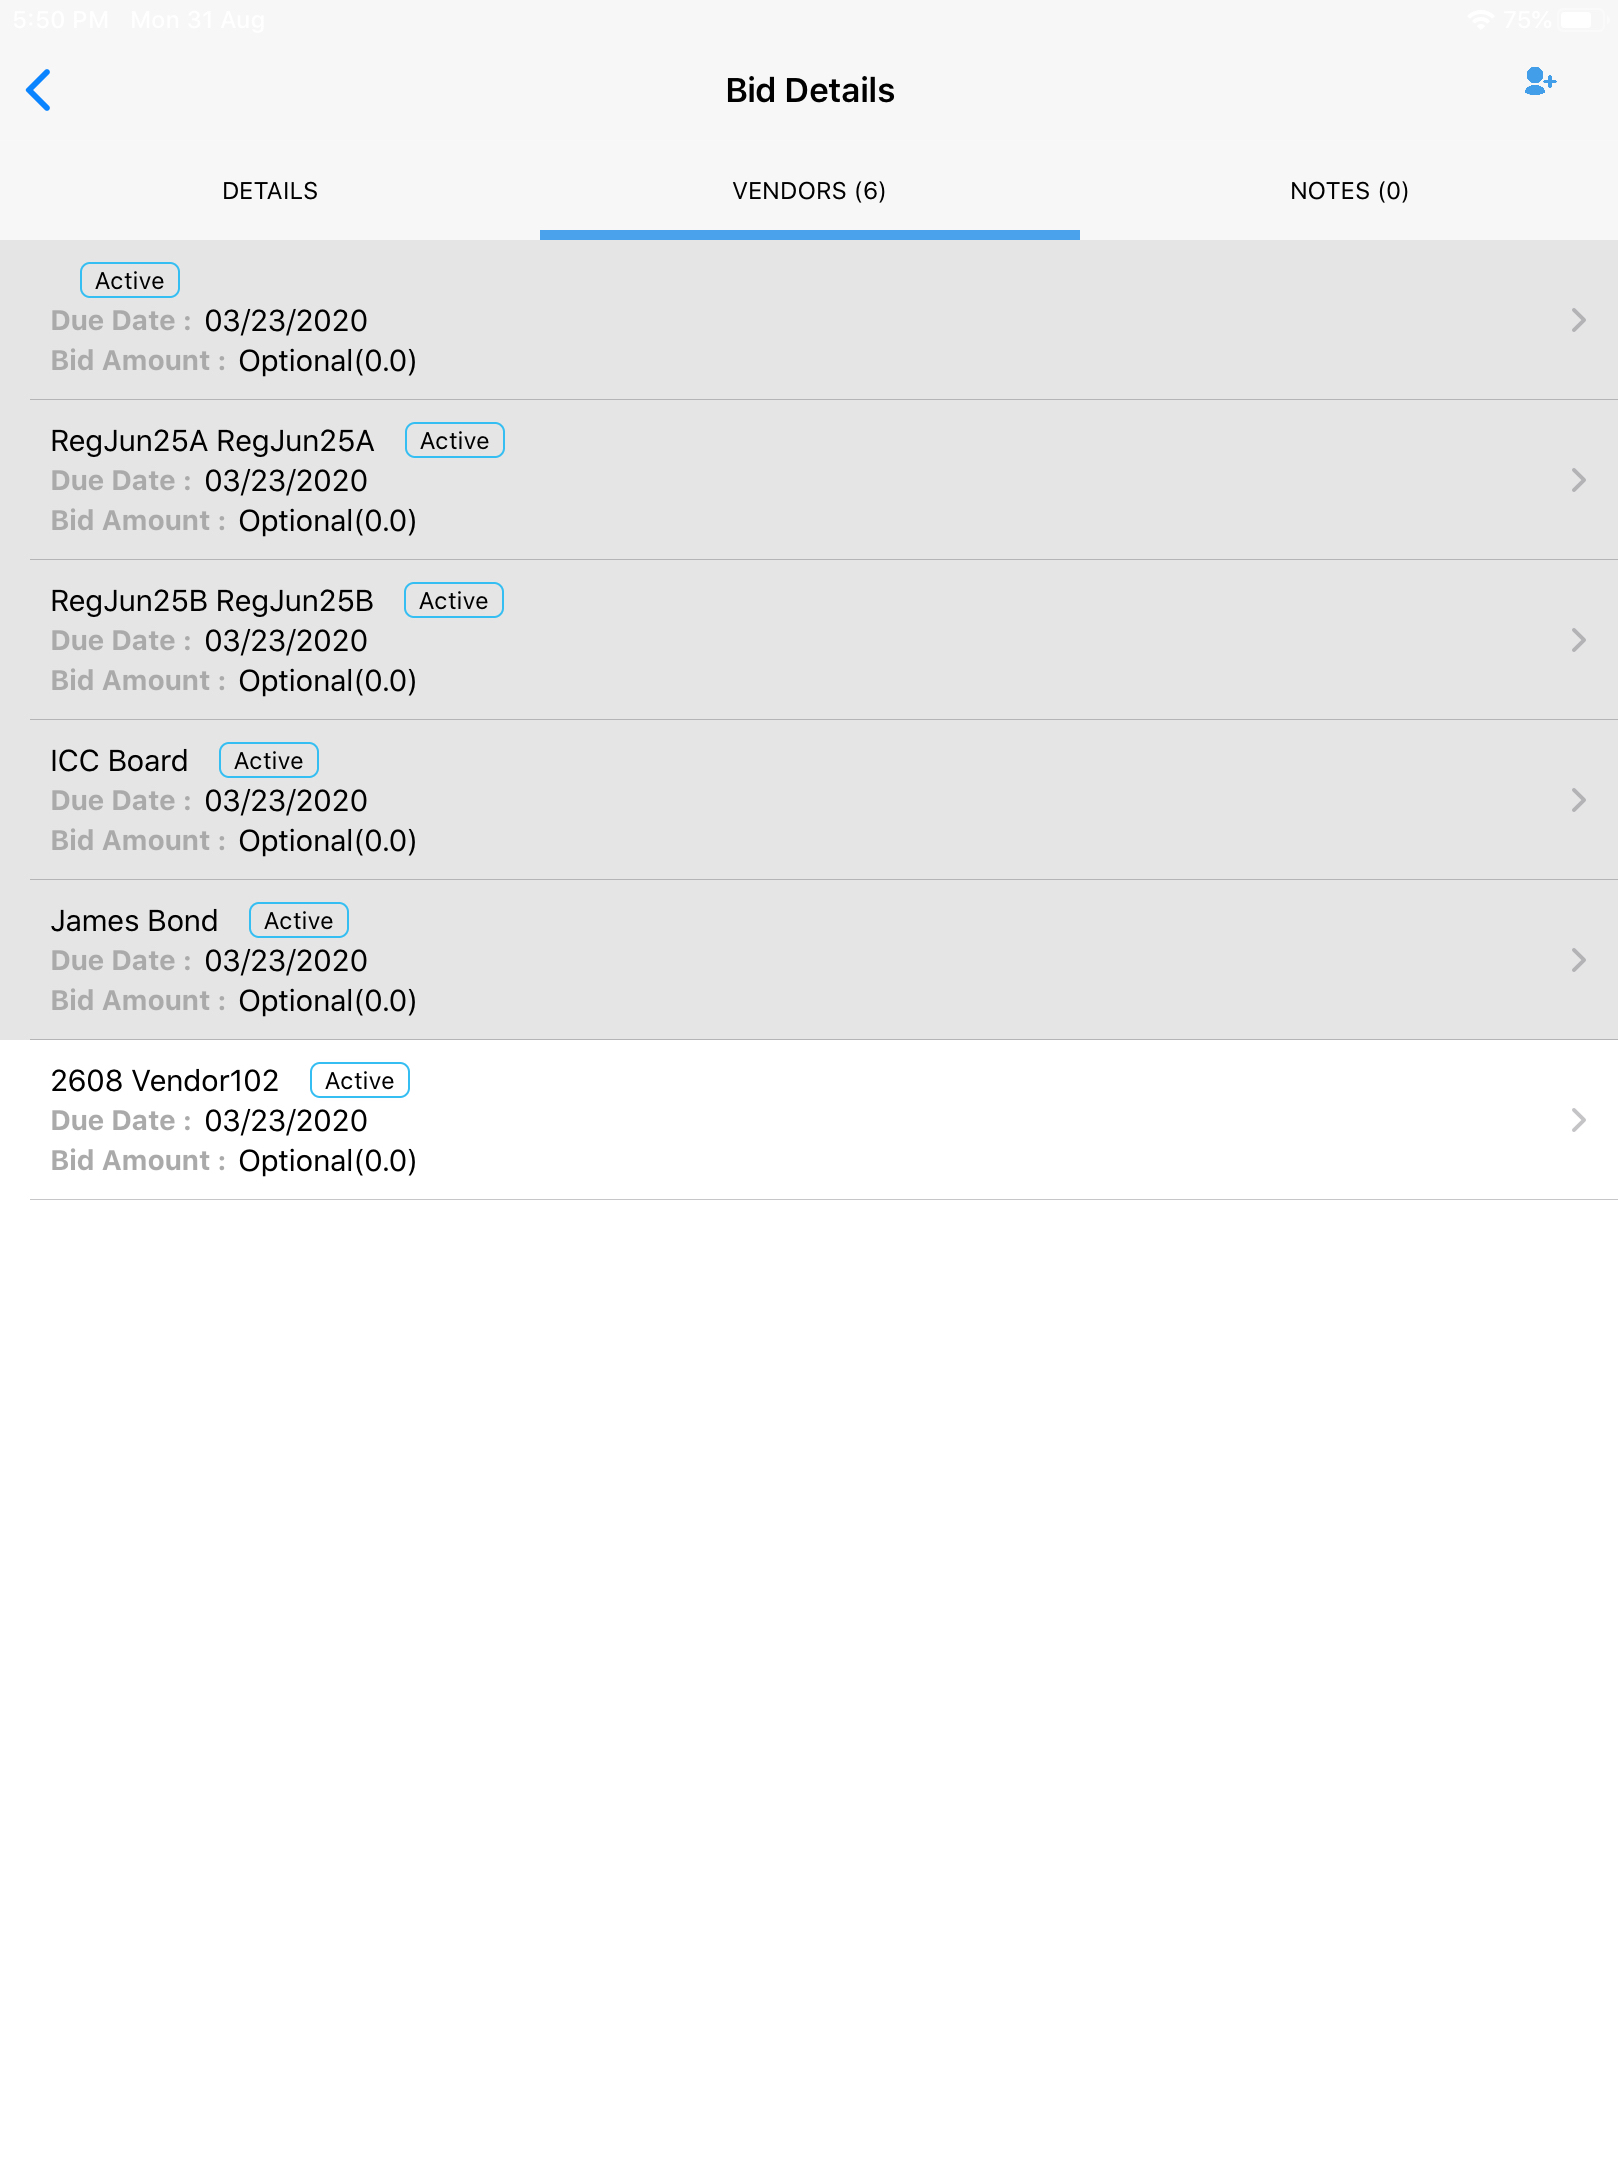 5:50 PM Mon 31 Aug 75%
Bid Details
DETAILS VENDORS (6) NOTES (0)
Active
Due Date : 03/23/2020
Bid Amount : Optional(0.0)
RegJun25A RegJun25A Active
Due Date : 03/23/2020
Bid Amount : Optional(0.0)
RegJun25B RegJun25B Active
Due Date : 03/23/2020
Bid Amount : Optional(0.0)
ICC Board Active
Due Date : 03/23/2020
Bid Amount : Optional(0.0)
James Bond Active
Due Date : 03/23/2020
Bid Amount : Optional(0.0)
2608 Vendor102 Active
Due Date : 03/23/2020
Bid Amount : Optional(0.0)